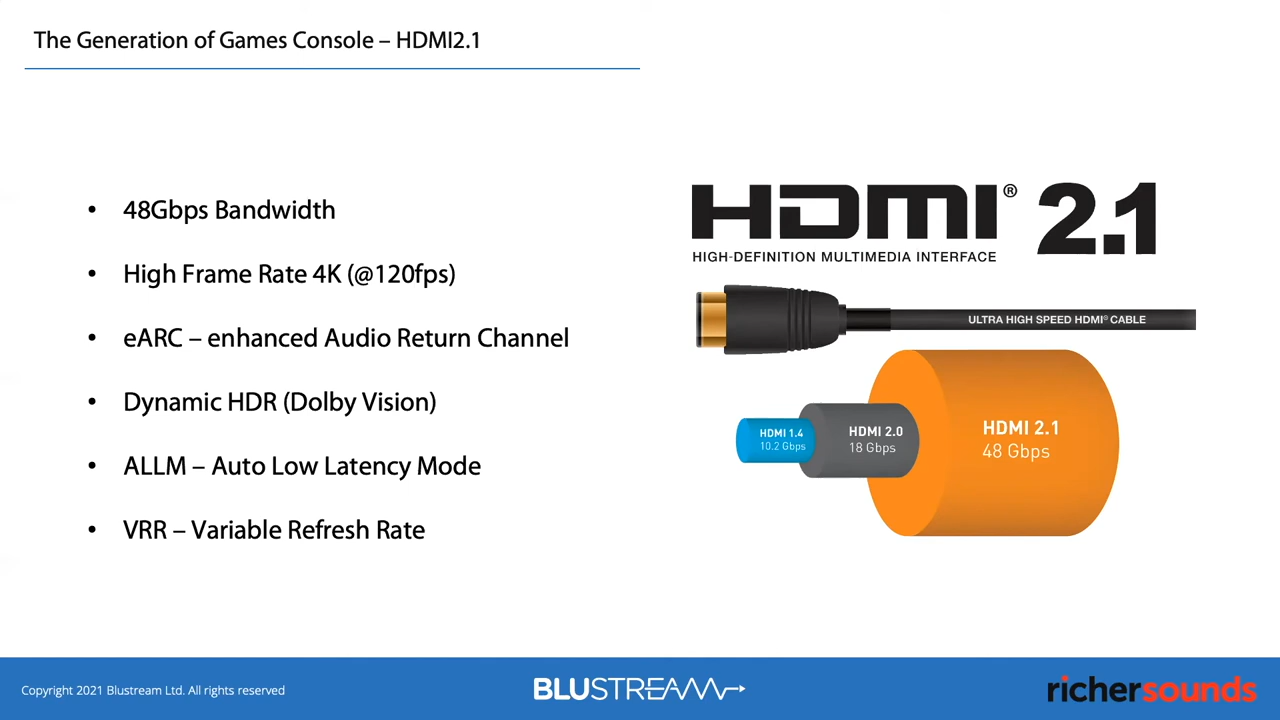 The Generation of Games Console – HDMI2.1
• 48Gbps Bandwidth
• High Frame Rate 4K (@120fps)
• eARC – enhanced Audio Return Channel
• Dynamic HDR (Dolby Vision)
• ALLM – Auto Low Latency Mode
• VRR – Variable Refresh Rate
HDMI® 2.1
HIGH-DEFINITION MULTIMEDIA INTERFACE
ULTRA HIGH SPEED HDMI® CABLE
HDMI 1.4
10.2 Gbps
HDMI 2.0
18 Gbps
HDMI 2.1
48 Gbps
Copyright 2021 Blustream Ltd. All rights reserved
BLUSTREAM
richersounds